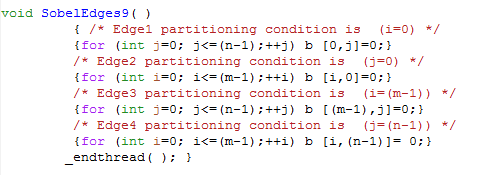 void SobelEdges9( )
{ /* Edge1 partitioning condition is  (i=0) */
{for (int j=0; j<=(n-1);++j) b [0,j]=0;}
/* Edge2 partitioning condition is  (j=0) */
{for (int i=0; i<=(m-1);++i) b [i,0]=0;}
/* Edge3 partitioning condition is  (i=(m-1)) */
{for (int j=0; j<=(n-1);++j) b [(m-1),j]=0;}
/* Edge4 partitioning condition is  (j=(n-1)) */
{for (int i=0; i<=(m-1);++i) b [i,(n-1)]= 0;}
_endthread( ); }